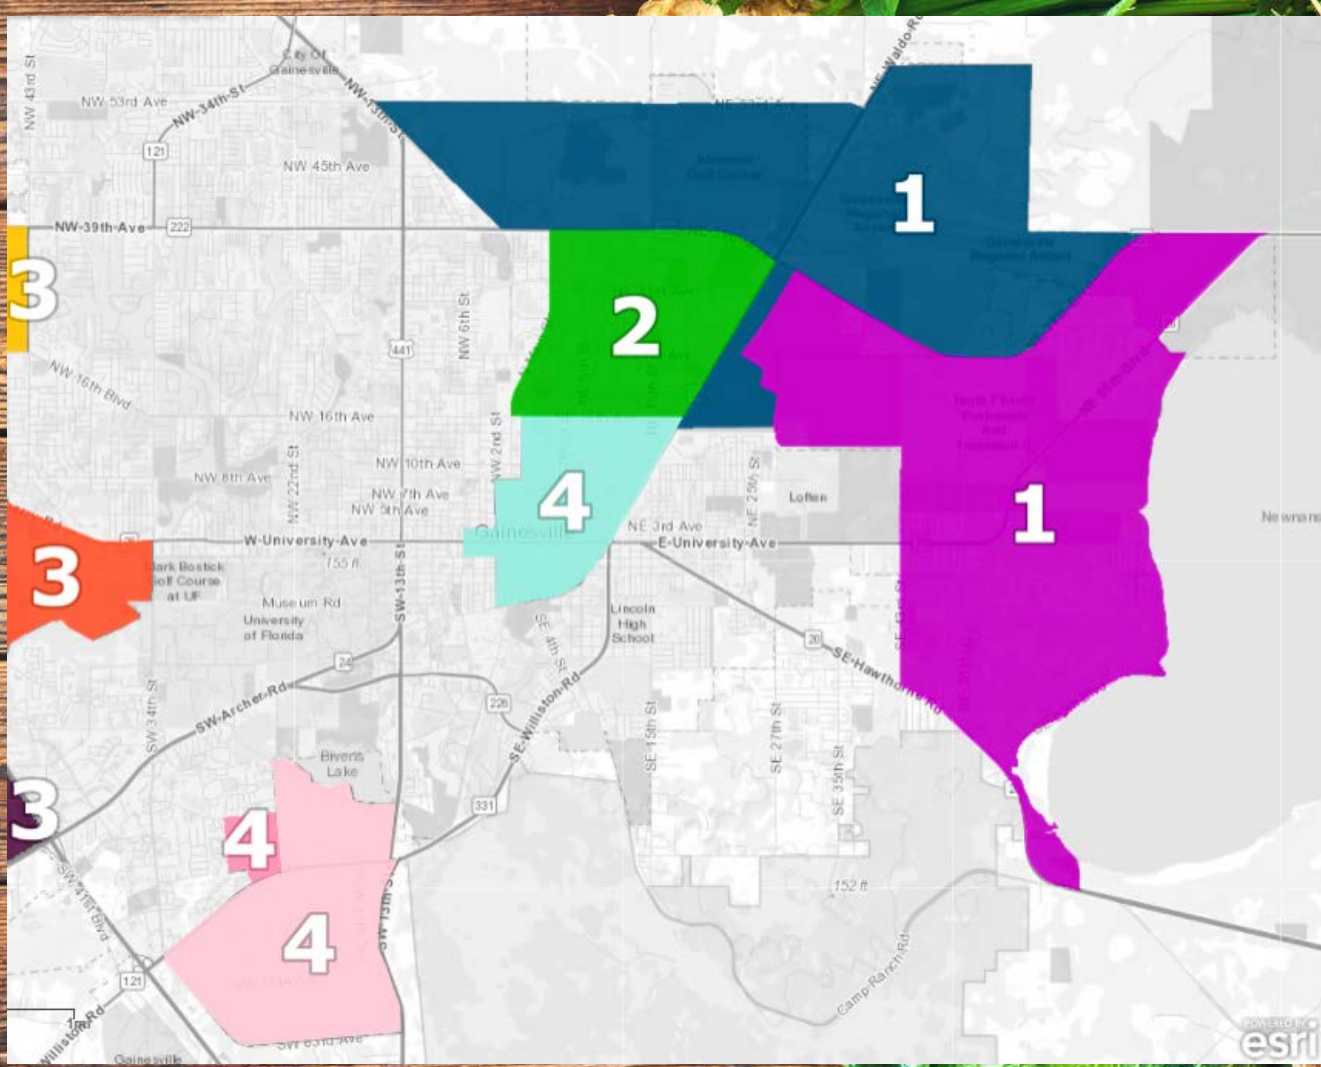 NE-Waldo-Rd
City Of
Gainesville
NW 43rd St
NW 53rd Ave
NW-34th-St
NW-13th-St
121
NW 45th Ave
1
NW-39th-Ave
222
3
2
NW 6th St
441
NW 16th Blvd
NW 16th Ave
NW 2nd St
NW 22nd St
NW 10th Ave
NW 8th Ave
NW 7th Ave
NW 5th Ave
NE 25th St
Loften
4
1
Gainesville
NE 3rd Ave
Newnans
W-University-Ave
E-University-Ave
155 ft
3
Mark Bostick
Golf Course
at UF
SW-13th-St
Museum Rd
University
of Florida
Lincoln
High
School
SE 4th St
20
SE-Hawthorne Rd
24
SW-Archer-Rd
SW 34th St
226
SE-Williston-Rd
SE 15th St
SE 27th St
SE 35th St
Bivens
Lake
3
4
331
SW 41st Blvd
152 ft
4
SW-13th-S
121
Camp-Ranch-Rd
1mi
Williston-Rd
Gainesville
POWERED BY
esri